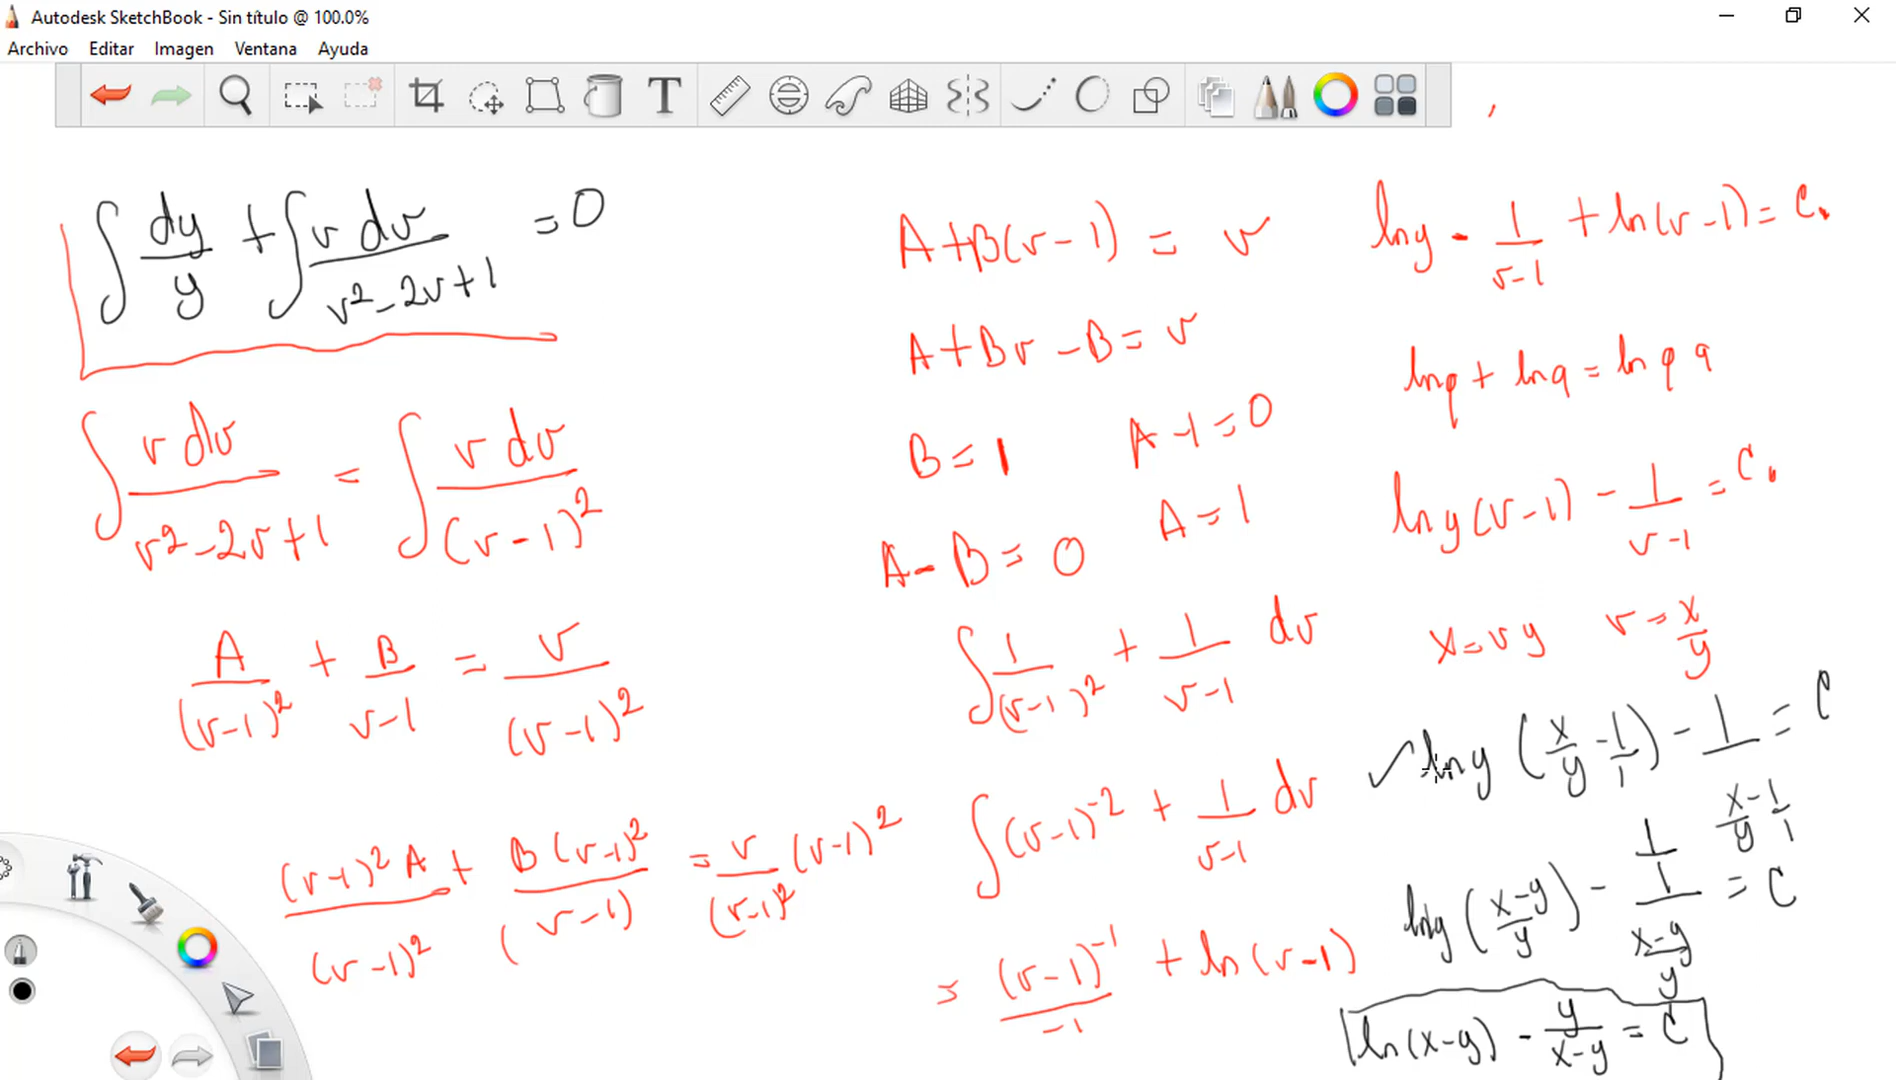 Autodesk SketchBook - Sin título @ 100.0%
Archivo Editar Imagen Ventana Ayuda
T
∫ dy/y + ∫ v dv/(v² - 2v + 1) = 0
∫ v dv/(v² - 2v + 1) = ∫ v dv/(v - 1)²
A/(v-1)² + B/(v-1) = v/(v-1)²
(v-1)² A/(v-1)² + B(v-1)²/(v-1) = v/(v-1)² (v-1)²
A + B(v - 1) = v
A + Bv - B = v
B = 1 A - 1 = 0
A = 1
A - B = 0
∫ 1/(v-1)² + 1/(v-1) dv
∫ (v-1)⁻² + 1/(v-1) dv
= (v-1)⁻¹/-1 + ln(v-1)
ln y - 1/(v-1) + ln(v-1) = C.
ln p + ln q = ln p q
ln y(v-1) - 1/(v-1) = C.
x = v y v = x/y
✓ ln y (x/y - 1/1) - 1/(x/y - 1/1) = C
ln y ((x-y)/y) - (1/1)/((x-y)/y) = C
ln(x-y) - y/(x-y) = C